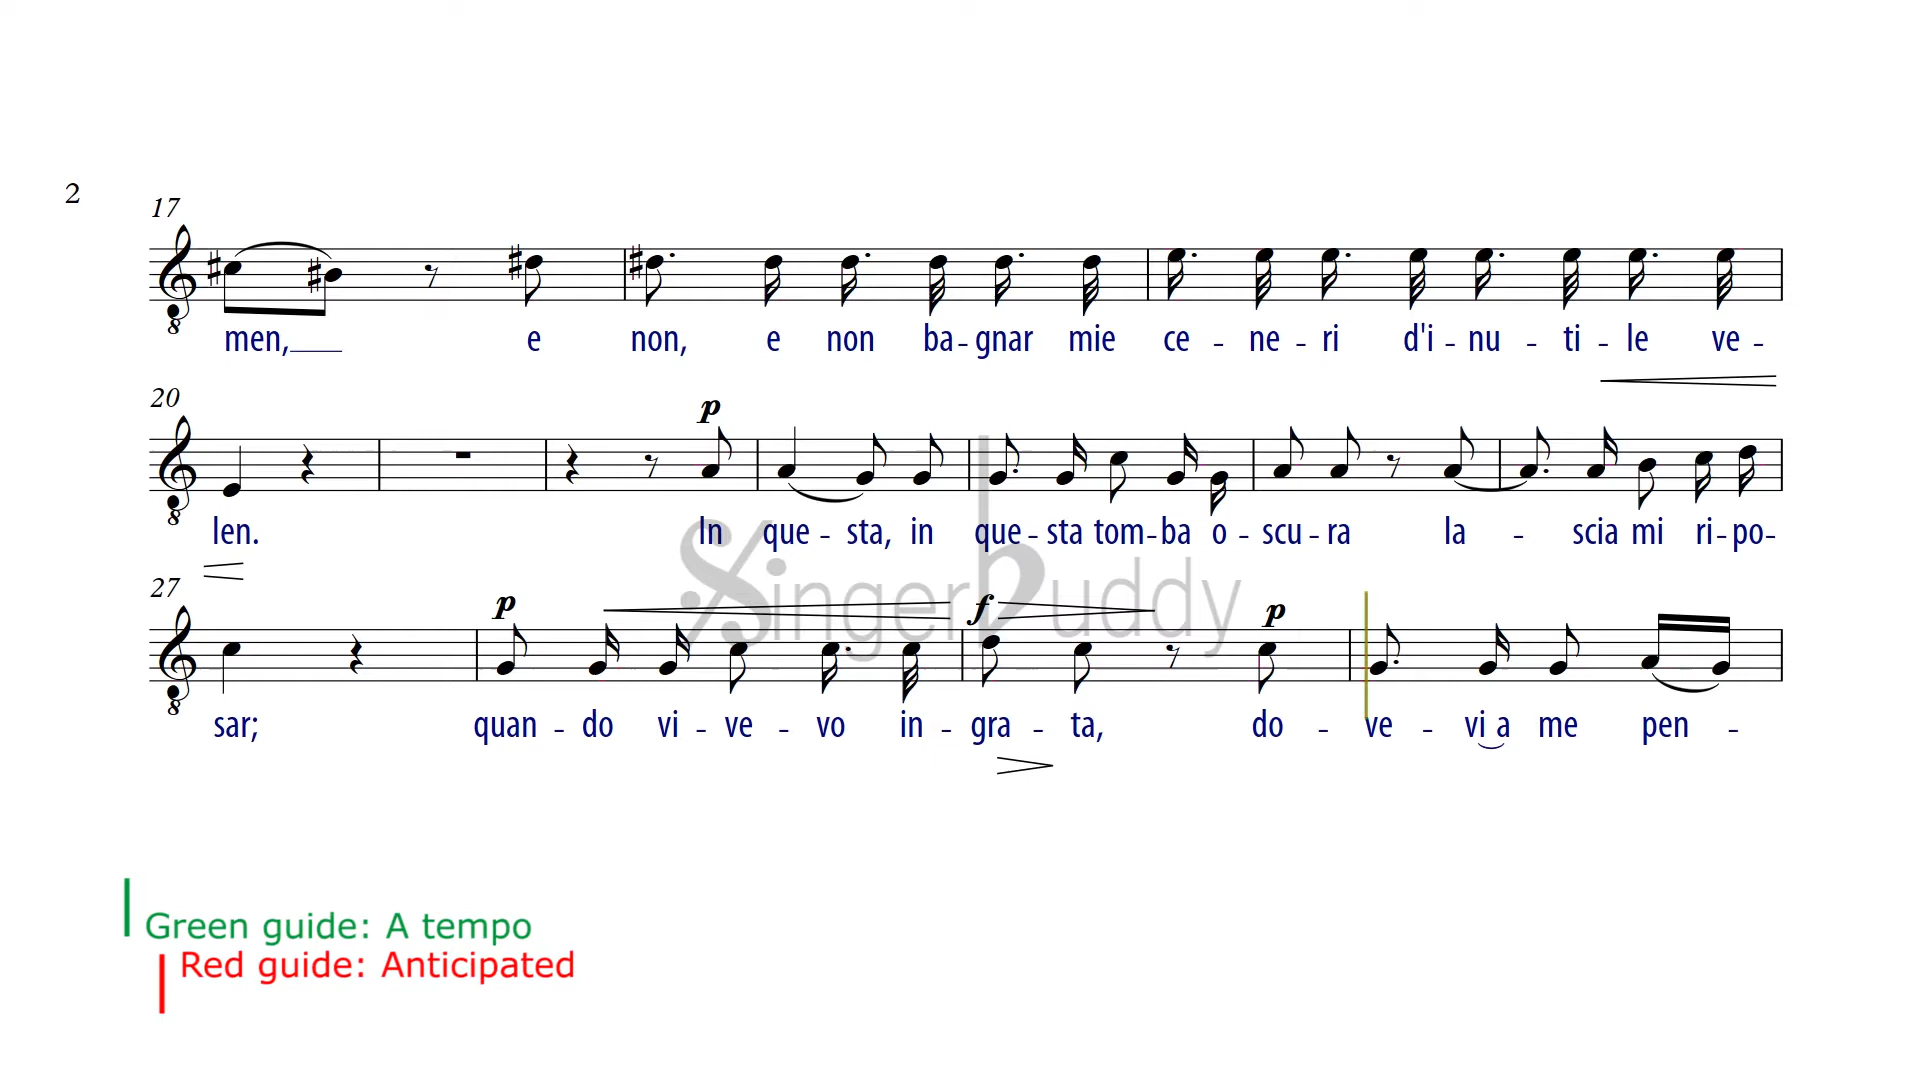 2
17
men, e non, e non ba - gnar mie ce - ne - ri d'i - nu - ti - le ve -
20
p
len. In que - sta, in que - sta tom - ba o - scu - ra la - scia mi ri - po -
27
p f p
sar; quan - do vi - ve - vo in - gra - ta, do - ve - vi a me pen -
Singerbuddy
Green guide: A tempo
Red guide: Anticipated